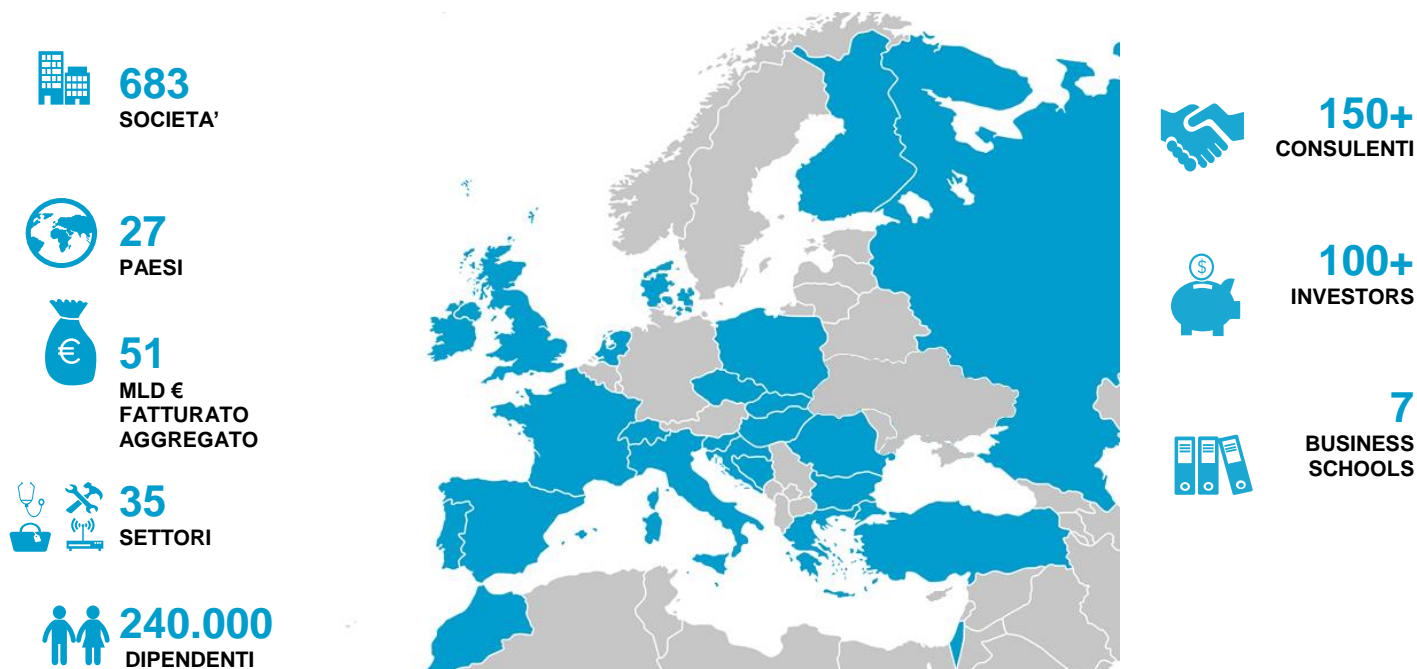 683
SOCIETA’
27
PAESI
€
51
MLD €
FATTURATO
AGGREGATO
35
SETTORI
240.000
DIPENDENTI
150+
CONSULENTI
$
100+
INVESTORS
7
BUSINESS
SCHOOLS